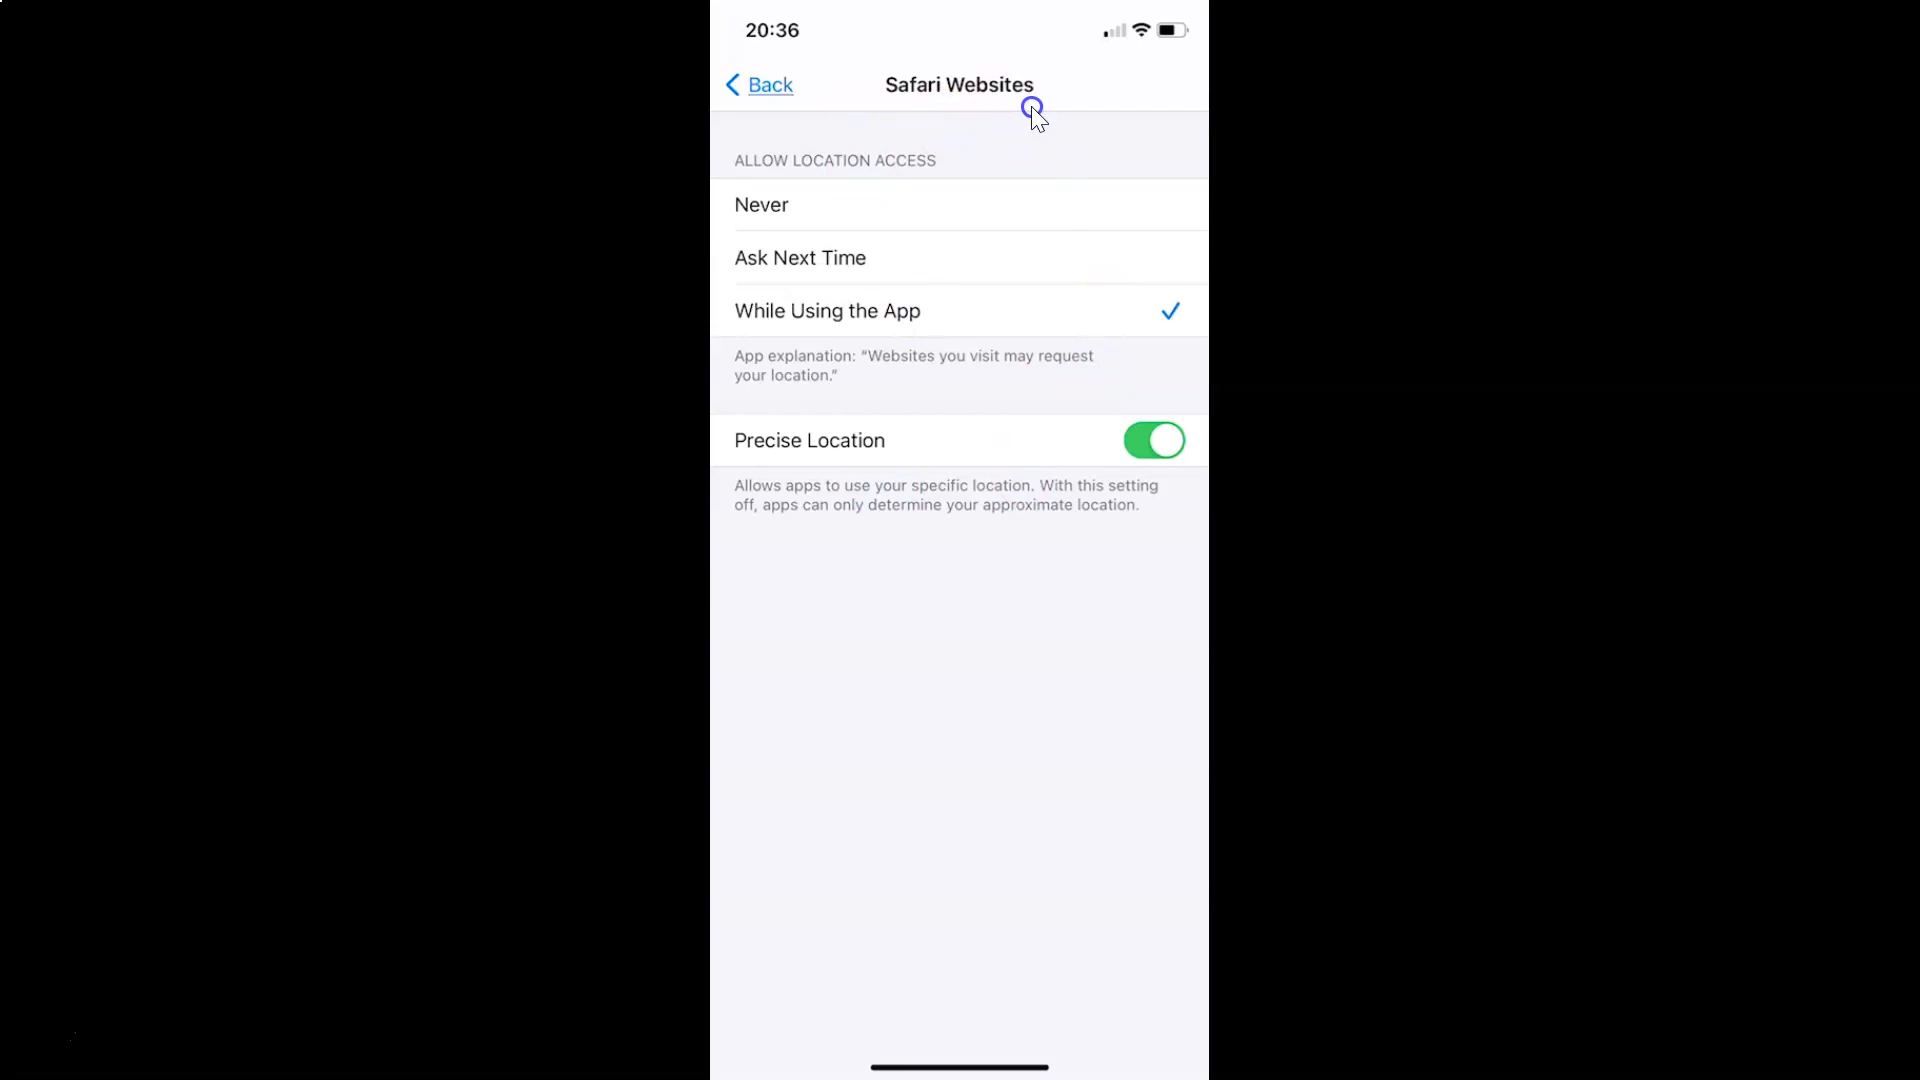 20:36
Back
Safari Websites
ALLOW LOCATION ACCESS
Never
Ask Next Time
While Using the App
App explanation: “Websites you visit may request
your location.”
Precise Location
Allows apps to use your specific location. With this setting
off, apps can only determine your approximate location.